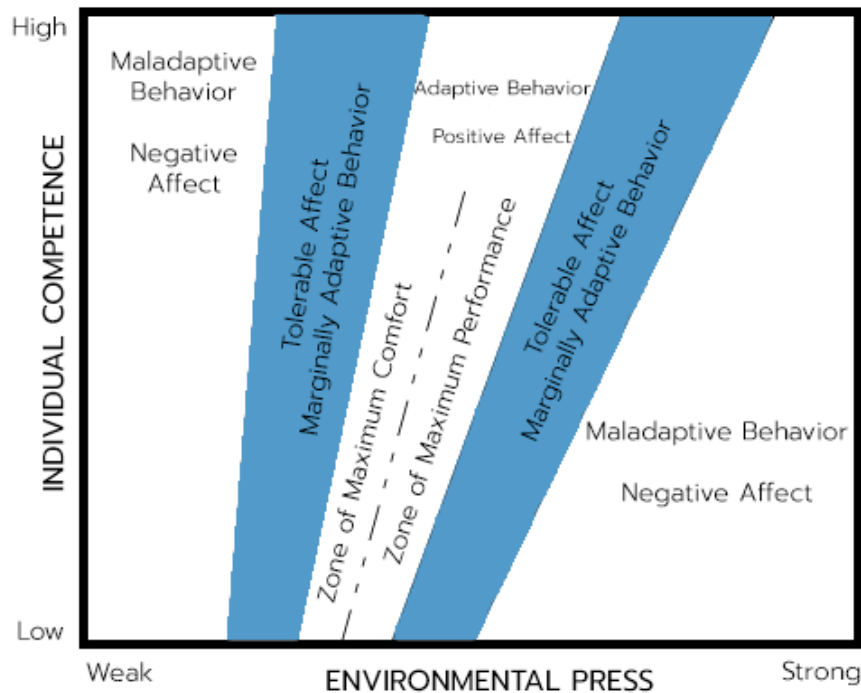 High
Maladaptive
Behavior
Negative
Affect
Tolerable Affect
Marginally Adaptive Behavior
Adaptive Behavior
Positive Affect
Zone of Maximum Comfort
Zone of Maximum Performance
Tolerable Affect
Marginally Adaptive Behavior
Maladaptive Behavior
Negative Affect
INDIVIDUAL COMPETENCE
Low
Weak
ENVIRONMENTAL PRESS
Strong